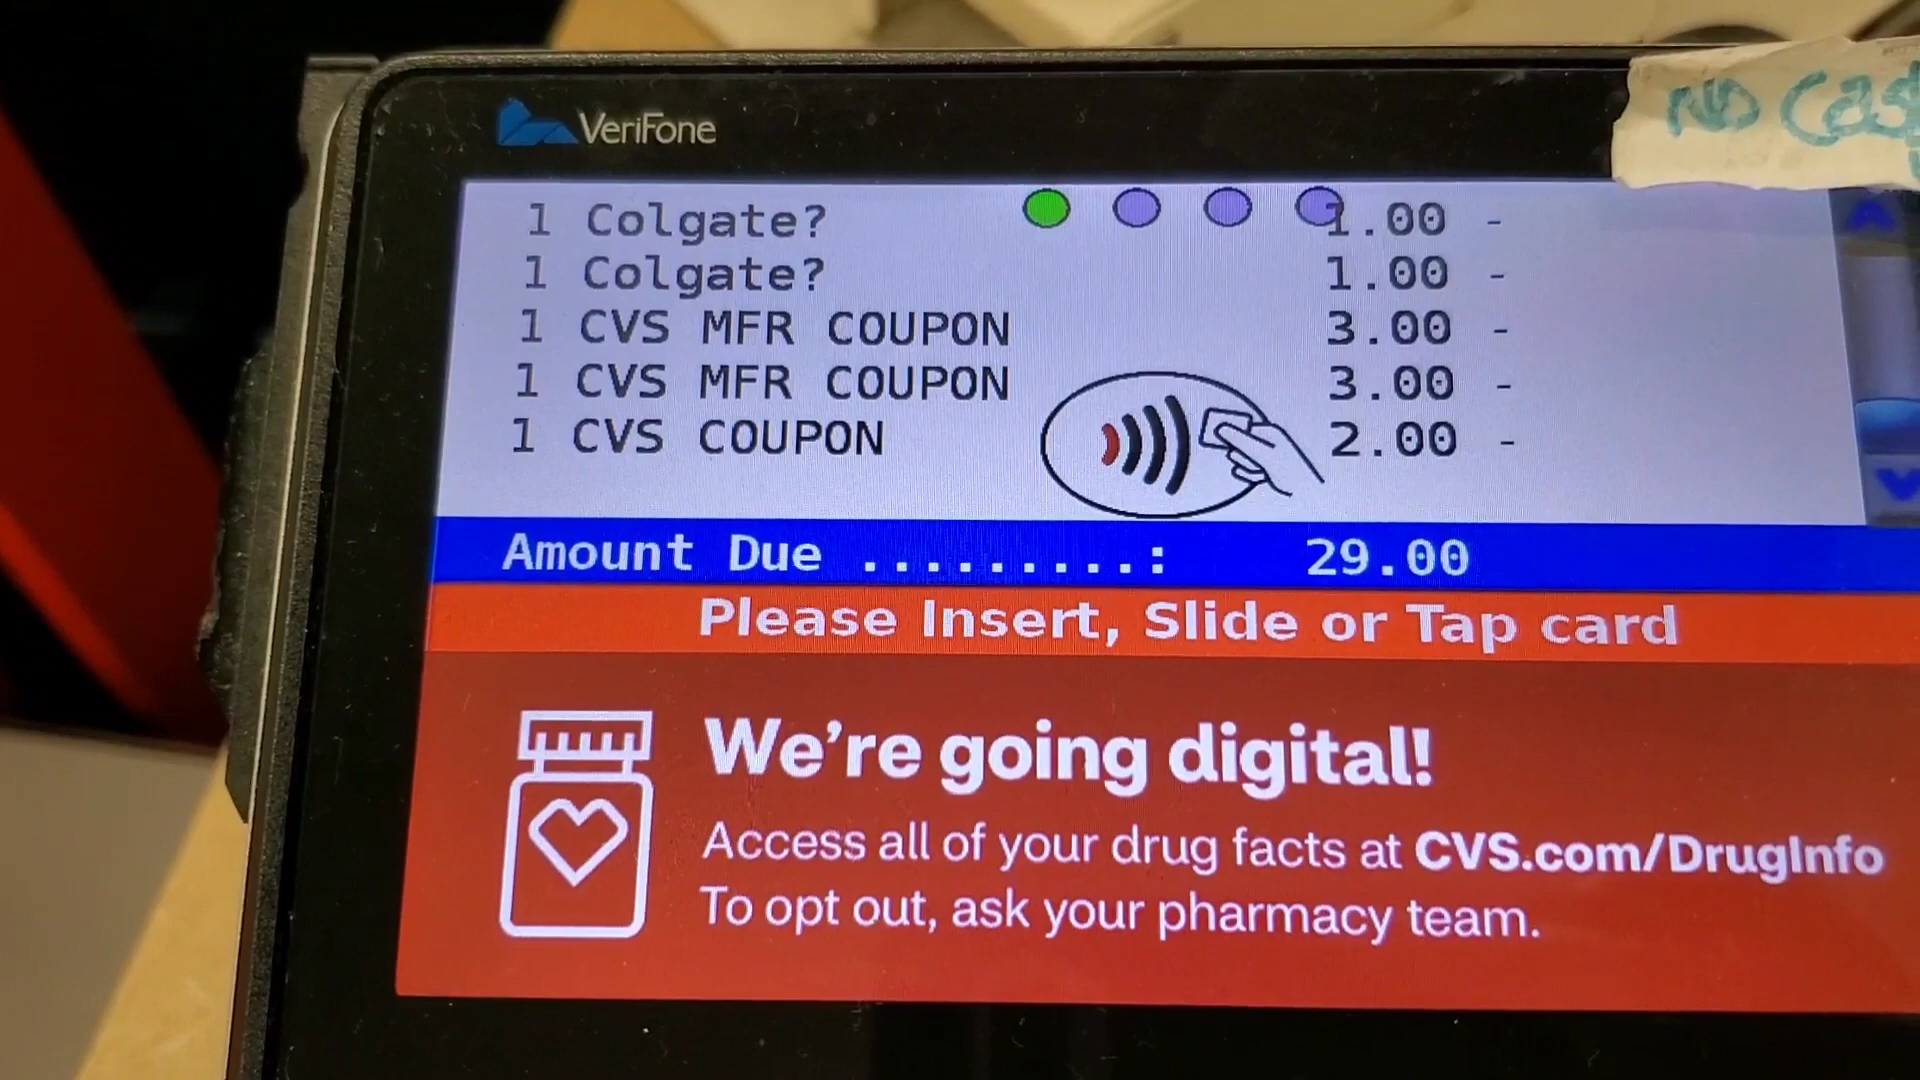 VeriFone
NO Cas
1 Colgate? 1.00 -
1 Colgate? 1.00 -
1 CVS MFR COUPON 3.00 -
1 CVS MFR COUPON 3.00 -
1 CVS COUPON 2.00 -
Amount Due .........: 29.00
Please Insert, Slide or Tap card
We're going digital!
Access all of your drug facts at CVS.com/DrugInfo
To opt out, ask your pharmacy team.